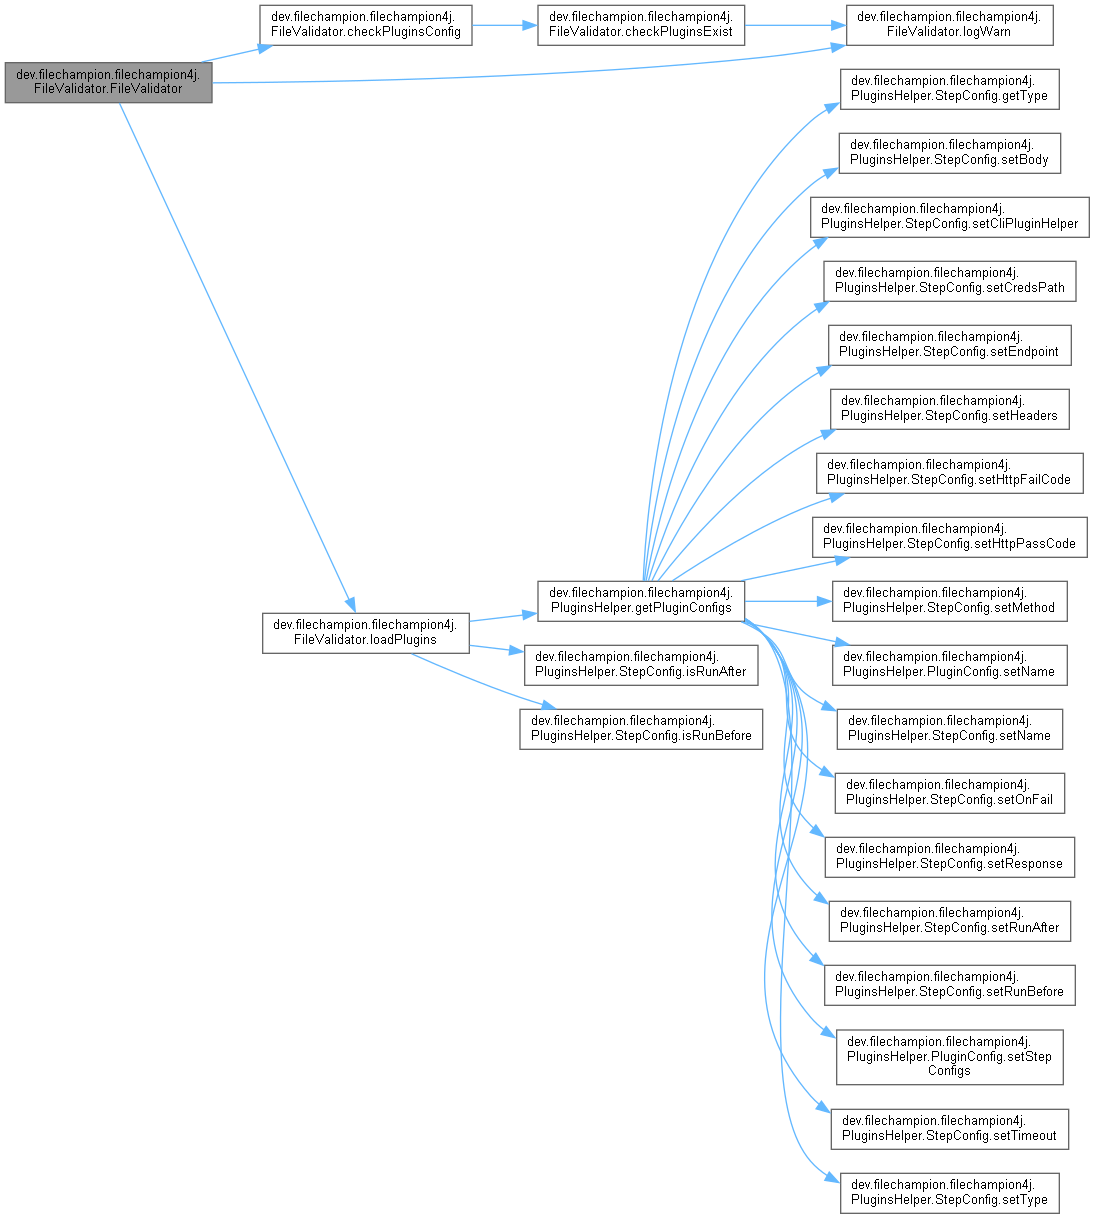 dev.filechampion.filechampion4j.
FileValidator.FileValidator
dev.filechampion.filechampion4j.
FileValidator.checkPluginsConfig
dev.filechampion.filechampion4j.
FileValidator.checkPluginsExist
dev.filechampion.filechampion4j.
FileValidator.logWarn
dev.filechampion.filechampion4j.
FileValidator.loadPlugins
dev.filechampion.filechampion4j.
PluginsHelper.getPluginConfigs
dev.filechampion.filechampion4j.
PluginsHelper.StepConfig.isRunAfter
dev.filechampion.filechampion4j.
PluginsHelper.StepConfig.isRunBefore
dev.filechampion.filechampion4j.
PluginsHelper.StepConfig.getType
dev.filechampion.filechampion4j.
PluginsHelper.StepConfig.setBody
dev.filechampion.filechampion4j.
PluginsHelper.StepConfig.setCliPluginHelper
dev.filechampion.filechampion4j.
PluginsHelper.StepConfig.setCredsPath
dev.filechampion.filechampion4j.
PluginsHelper.StepConfig.setEndpoint
dev.filechampion.filechampion4j.
PluginsHelper.StepConfig.setHeaders
dev.filechampion.filechampion4j.
PluginsHelper.StepConfig.setHttpFailCode
dev.filechampion.filechampion4j.
PluginsHelper.StepConfig.setHttpPassCode
dev.filechampion.filechampion4j.
PluginsHelper.StepConfig.setMethod
dev.filechampion.filechampion4j.
PluginsHelper.PluginConfig.setName
dev.filechampion.filechampion4j.
PluginsHelper.StepConfig.setName
dev.filechampion.filechampion4j.
PluginsHelper.StepConfig.setOnFail
dev.filechampion.filechampion4j.
PluginsHelper.StepConfig.setResponse
dev.filechampion.filechampion4j.
PluginsHelper.StepConfig.setRunAfter
dev.filechampion.filechampion4j.
PluginsHelper.StepConfig.setRunBefore
dev.filechampion.filechampion4j.
PluginsHelper.PluginConfig.setStep
Configs
dev.filechampion.filechampion4j.
PluginsHelper.StepConfig.setTimeout
dev.filechampion.filechampion4j.
PluginsHelper.StepConfig.setType